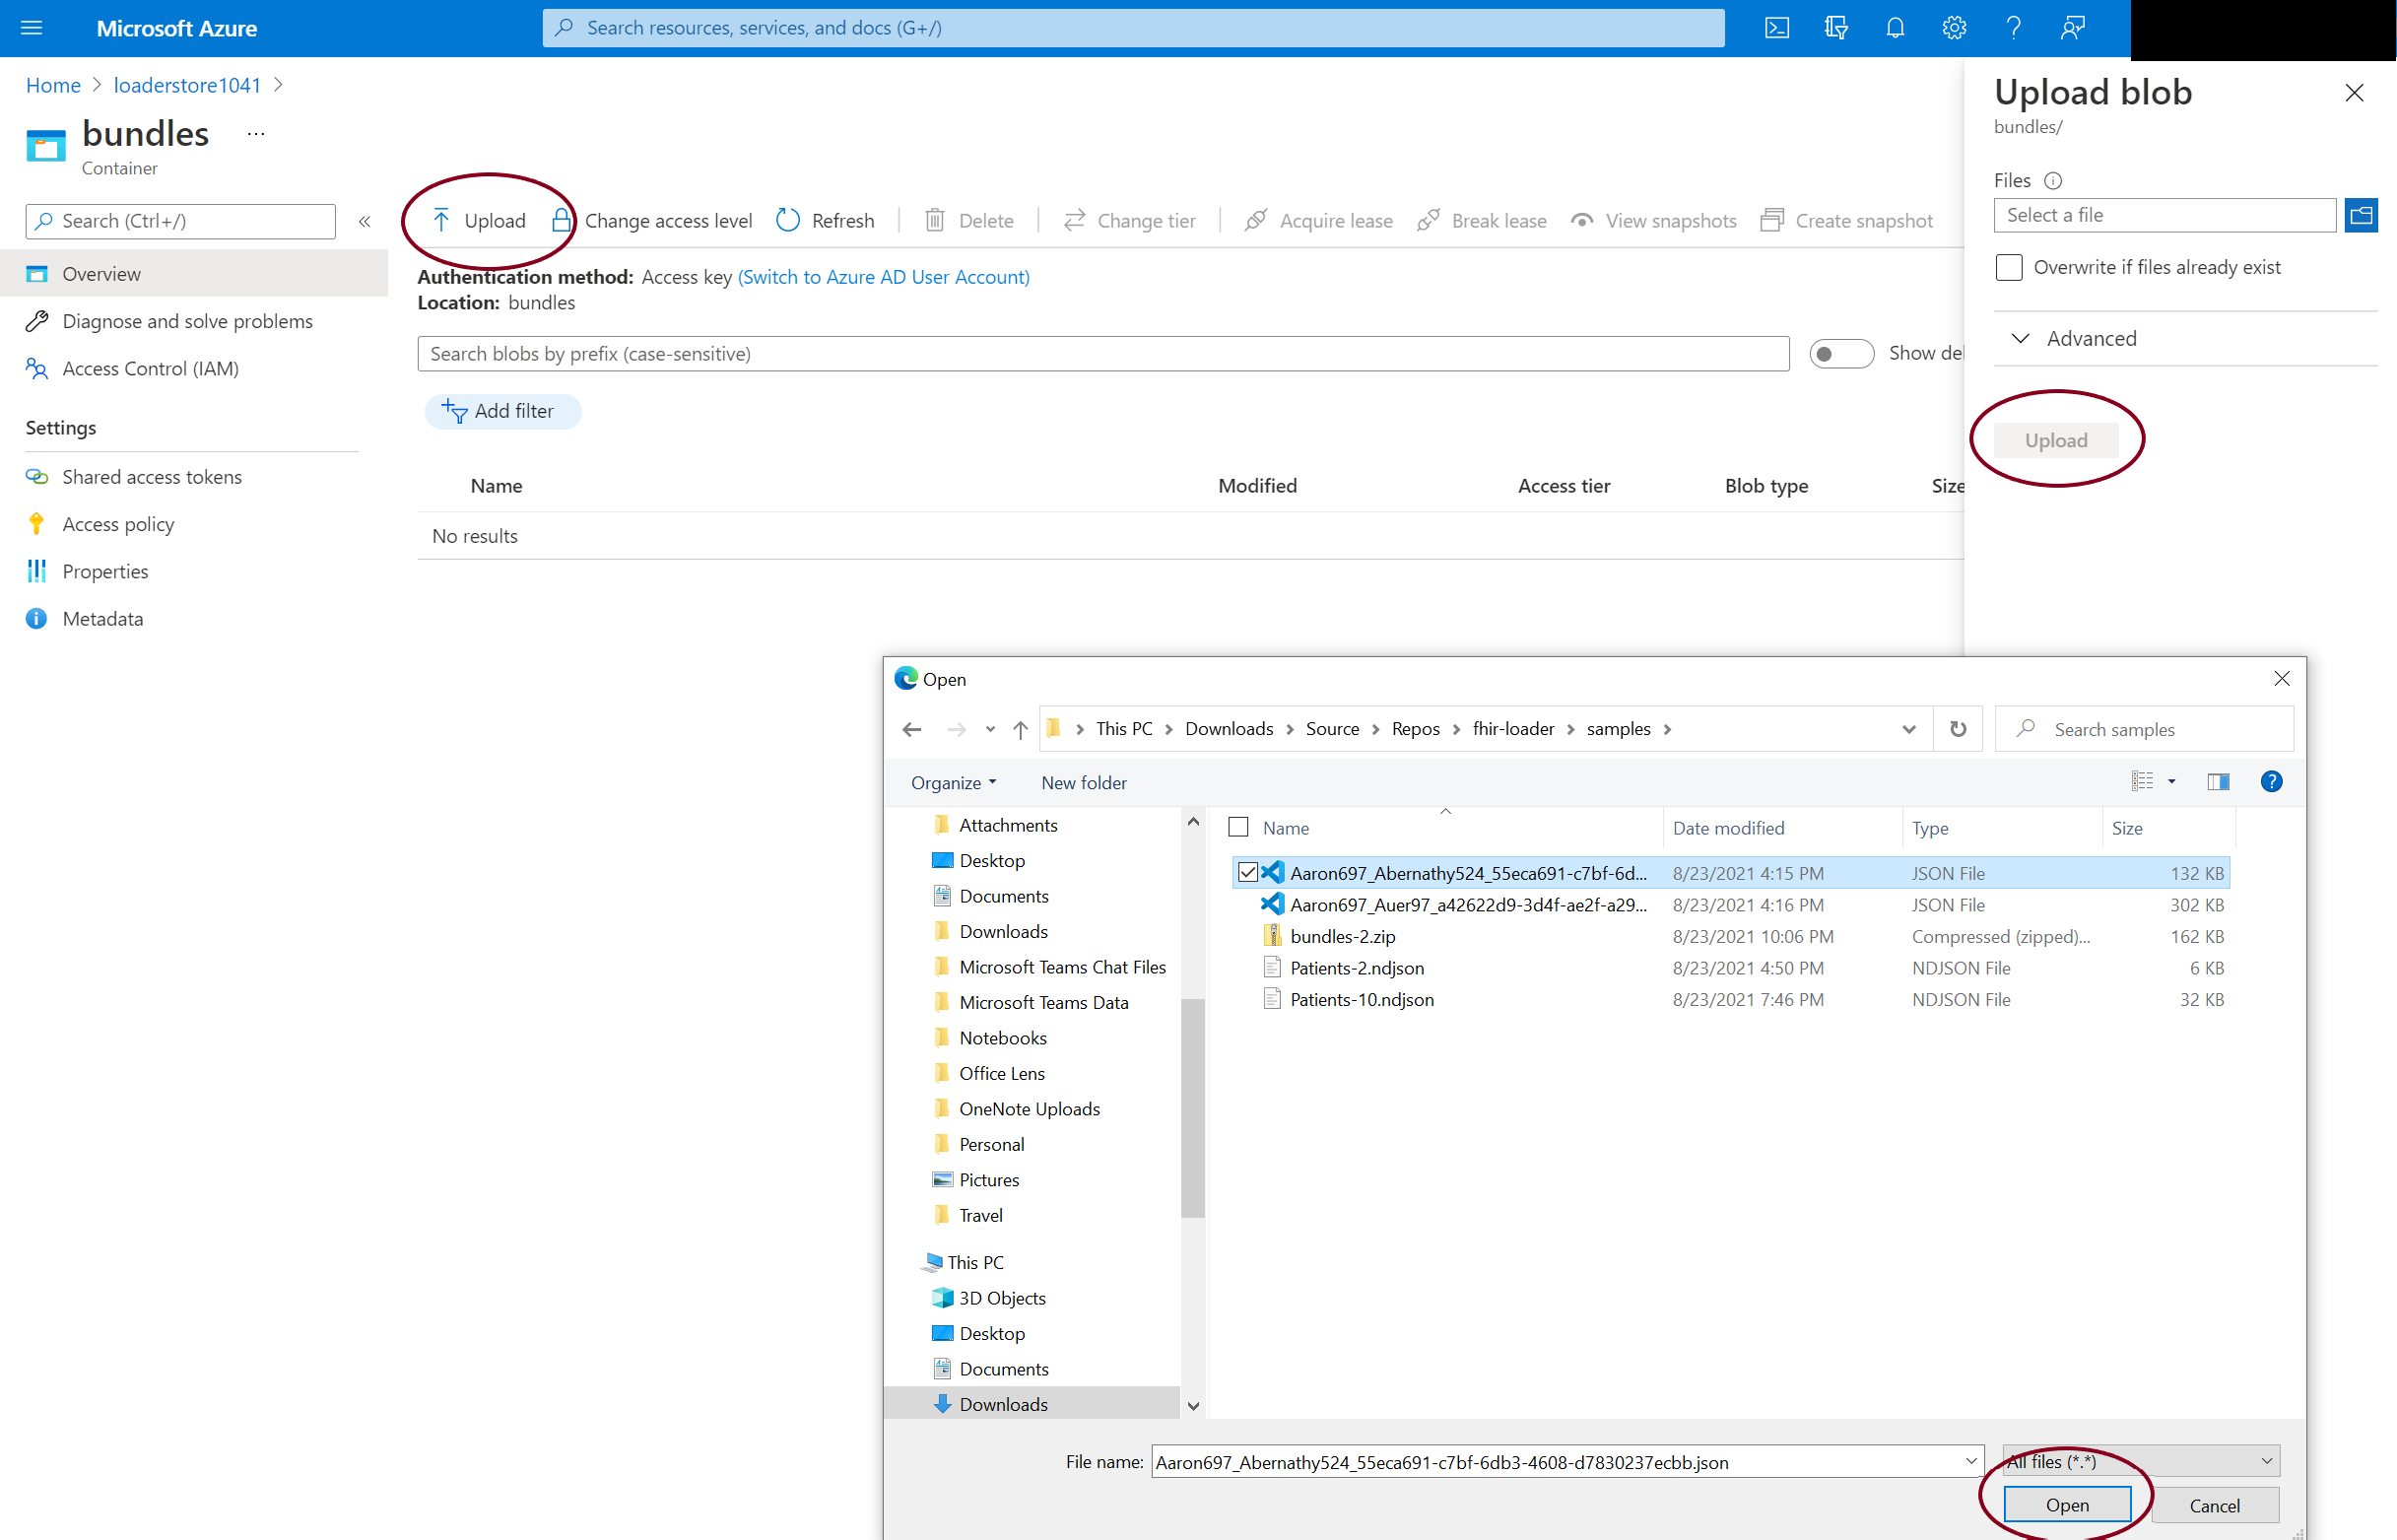 Microsoft Azure
Search resources, services, and docs (G+/)
Home > loaderstore1041 >
bundles ...
Container
Search (Ctrl+/) «
Overview
Diagnose and solve problems
Access Control (IAM)
Settings
Shared access tokens
Access policy
Properties
Metadata
Upload Change access level Refresh Delete Change tier Acquire lease Break lease View snapshots Create snapshot
Authentication method: Access key (Switch to Azure AD User Account)
Location: bundles
Search blobs by prefix (case-sensitive) Show del
Add filter
Name Modified Access tier Blob type Size
No results
Upload blob
bundles/
Files
Select a file
Overwrite if files already exist
Advanced
Upload
Open
This PC > Downloads > Source > Repos > fhir-loader > samples >
Search samples
Organize New folder
Attachments
Desktop
Documents
Downloads
Microsoft Teams Chat Files
Microsoft Teams Data
Notebooks
Office Lens
OneNote Uploads
Personal
Pictures
Travel
This PC
3D Objects
Desktop
Documents
Downloads
Name Date modified Type Size
Aaron697_Abernathy524_55eca691-c7bf-6d... 8/23/2021 4:15 PM JSON File 132 KB
Aaron697_Auer97_a42622d9-3d4f-ae2f-a29... 8/23/2021 4:16 PM JSON File 302 KB
bundles-2.zip 8/23/2021 10:06 PM Compressed (zipped)... 162 KB
Patients-2.ndjson 8/23/2021 4:50 PM NDJSON File 6 KB
Patients-10.ndjson 8/23/2021 7:46 PM NDJSON File 32 KB
File name: Aaron697_Abernathy524_55eca691-c7bf-6db3-4608-d7830237ecbb.json All files (*.*)
Open Cancel